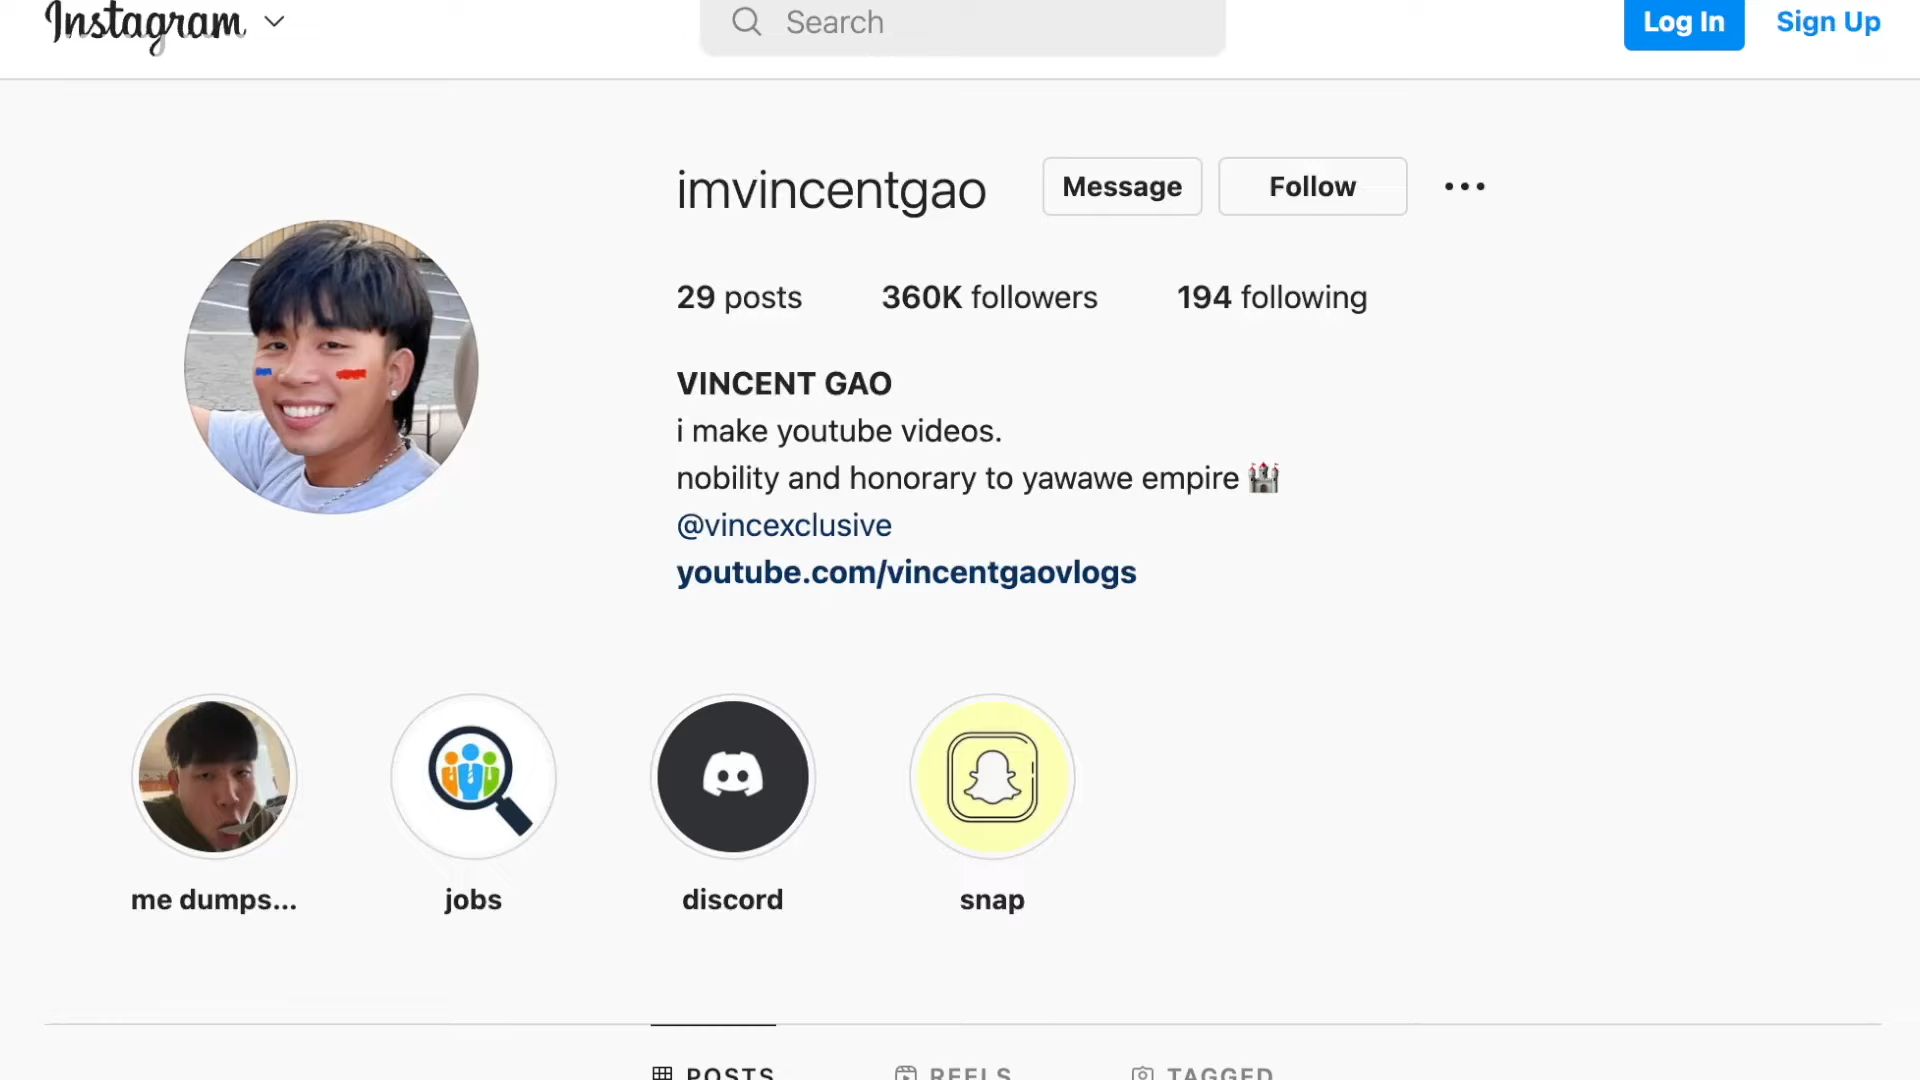 Instagram
Search
Log In
Sign Up
imvincentgao
Message
Follow
29 posts
360K followers
194 following
VINCENT GAO
i make youtube videos.
nobility and honorary to yawawe empire 🏰
@vincexclusive
youtube.com/vincentgaovlogs
me dumps...
jobs
discord
snap
POSTS
REELS
TAGGED